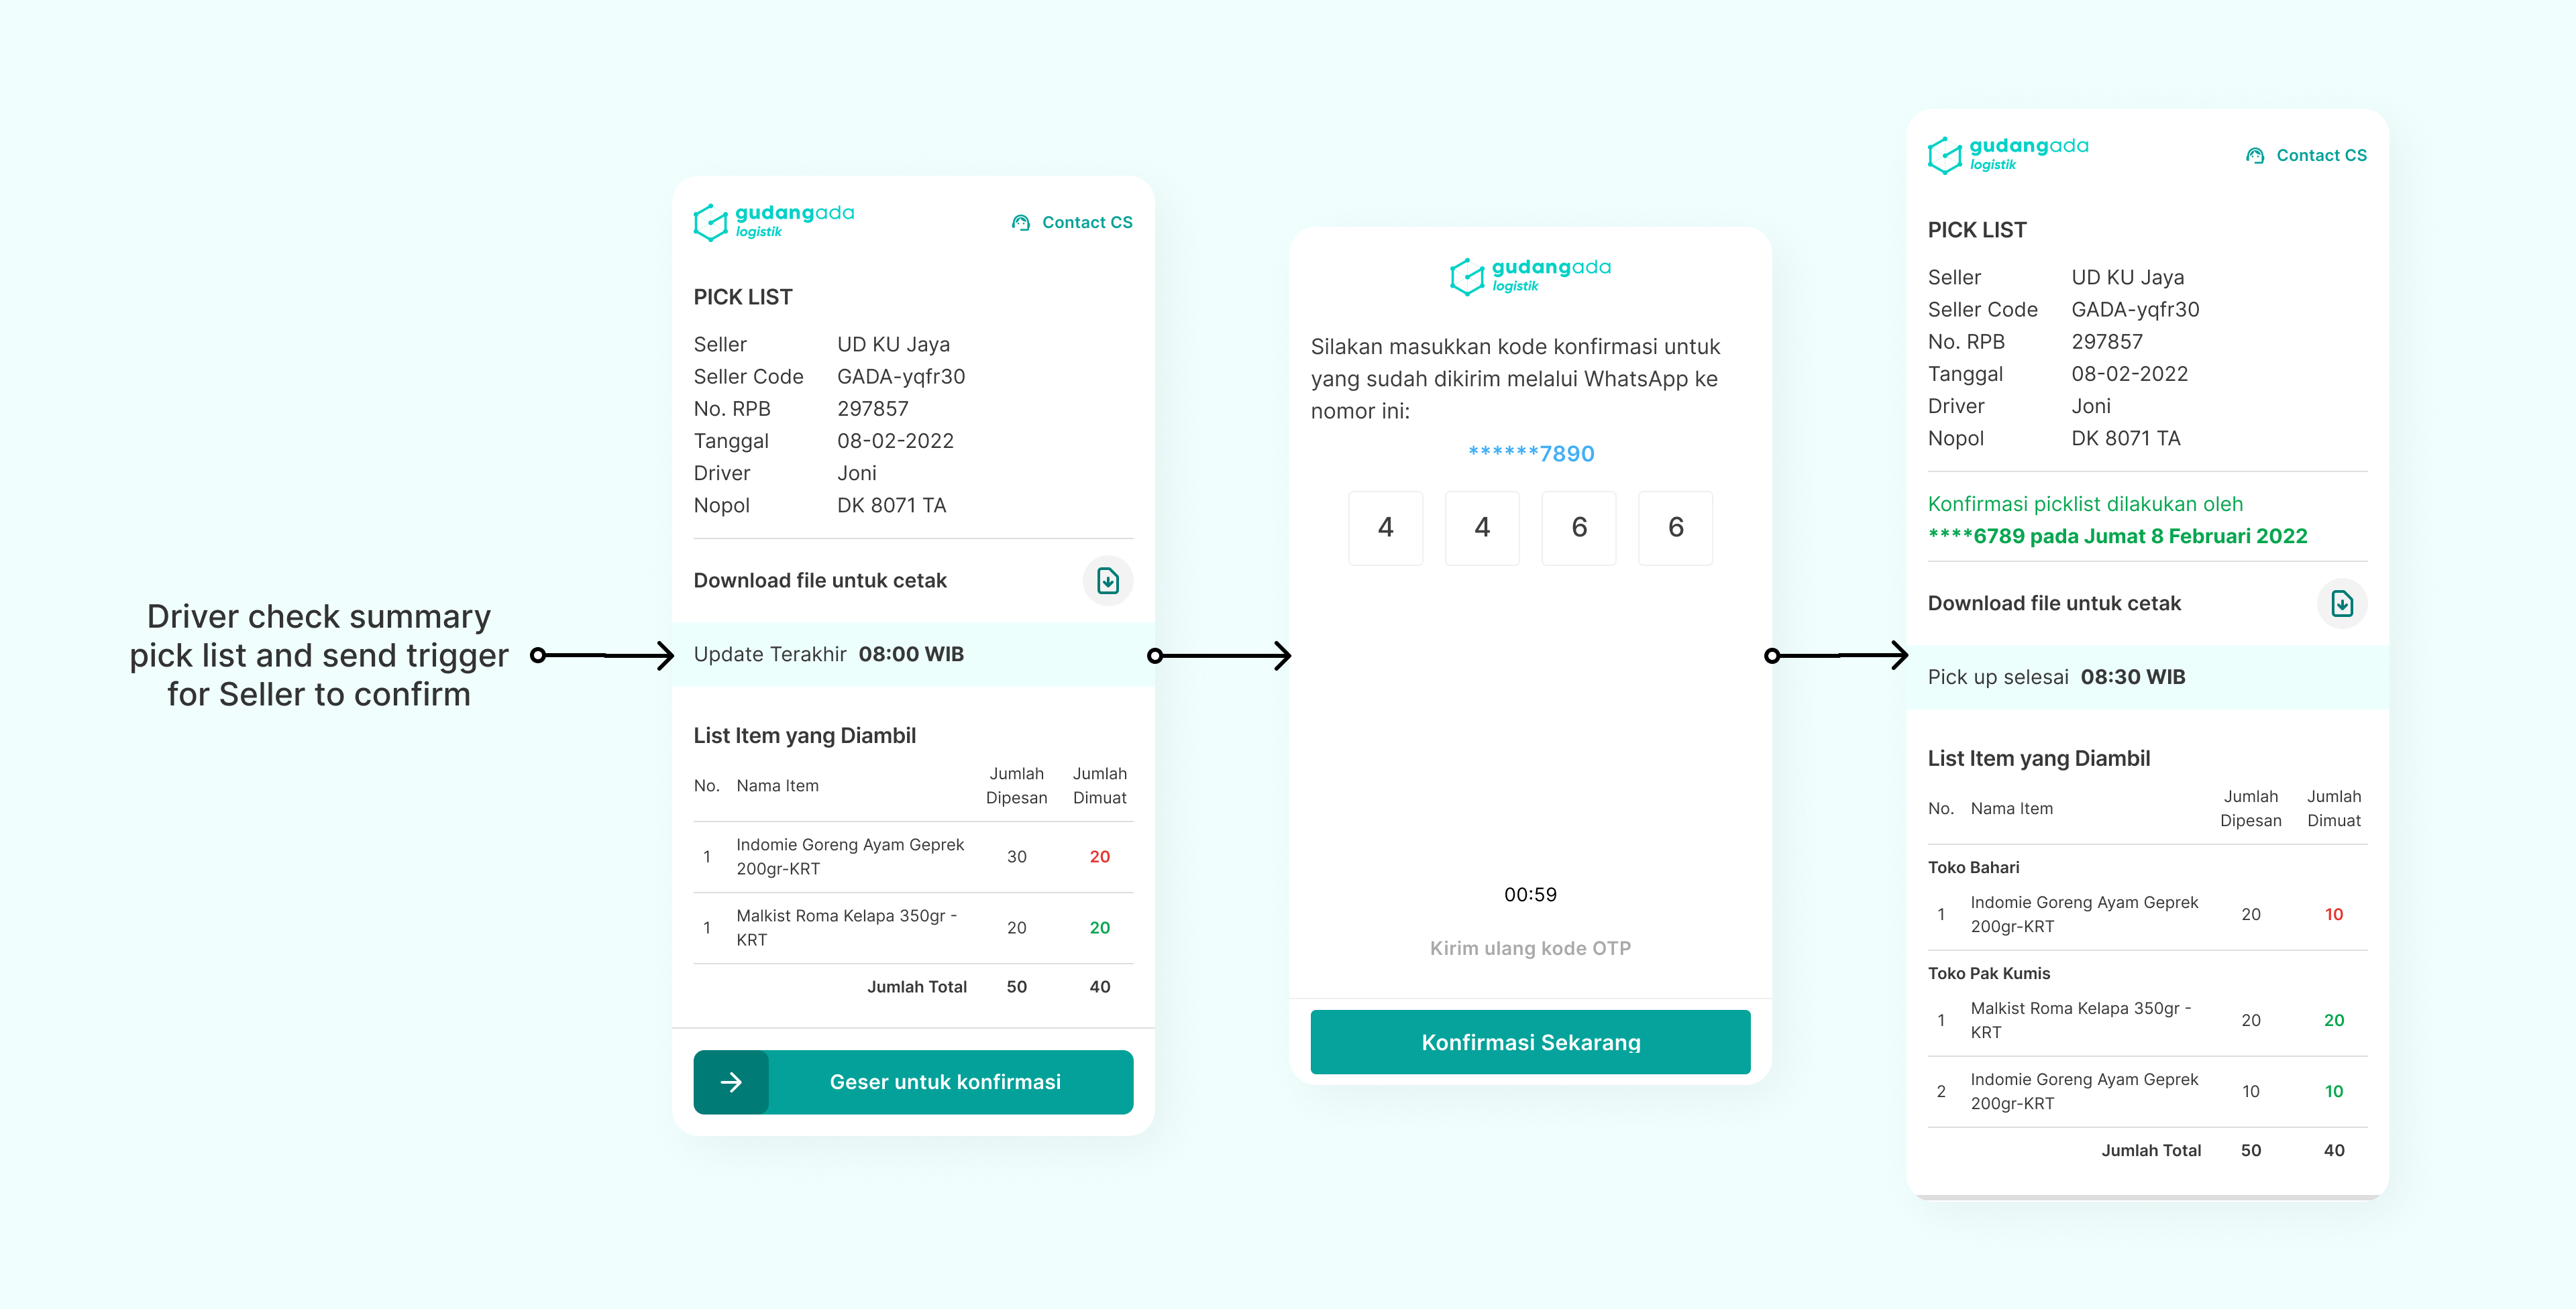 Driver check summary
pick list and send trigger
for Seller to confirm
gudangada
logistik
Contact CS
PICK LIST
Seller UD KU Jaya
Seller Code GADA-yqfr30
No. RPB 297857
Tanggal 08-02-2022
Driver Joni
Nopol DK 8071 TA
Download file untuk cetak
Update Terakhir 08:00 WIB
List Item yang Diambil
No. Nama Item Jumlah Dipesan Jumlah Dimuat
1 Indomie Goreng Ayam Geprek 30 20
200gr-KRT
1 Malkist Roma Kelapa 350gr - 20 20
KRT
Jumlah Total 50 40
Geser untuk konfirmasi
gudangada
logistik
Silakan masukkan kode konfirmasi untuk
yang sudah dikirim melalui WhatsApp ke
nomor ini:
******7890
4 4 6 6
00:59
Kirim ulang kode OTP
Konfirmasi Sekarang
gudangada
logistik
Contact CS
PICK LIST
Seller UD KU Jaya
Seller Code GADA-yqfr30
No. RPB 297857
Tanggal 08-02-2022
Driver Joni
Nopol DK 8071 TA
Konfirmasi picklist dilakukan oleh
****6789 pada Jumat 8 Februari 2022
Download file untuk cetak
Pick up selesai 08:30 WIB
List Item yang Diambil
No. Nama Item Jumlah Dipesan Jumlah Dimuat
Toko Bahari
1 Indomie Goreng Ayam Geprek 20 10
200gr-KRT
Toko Pak Kumis
1 Malkist Roma Kelapa 350gr - 20 20
KRT
2 Indomie Goreng Ayam Geprek 10 10
200gr-KRT
Jumlah Total 50 40